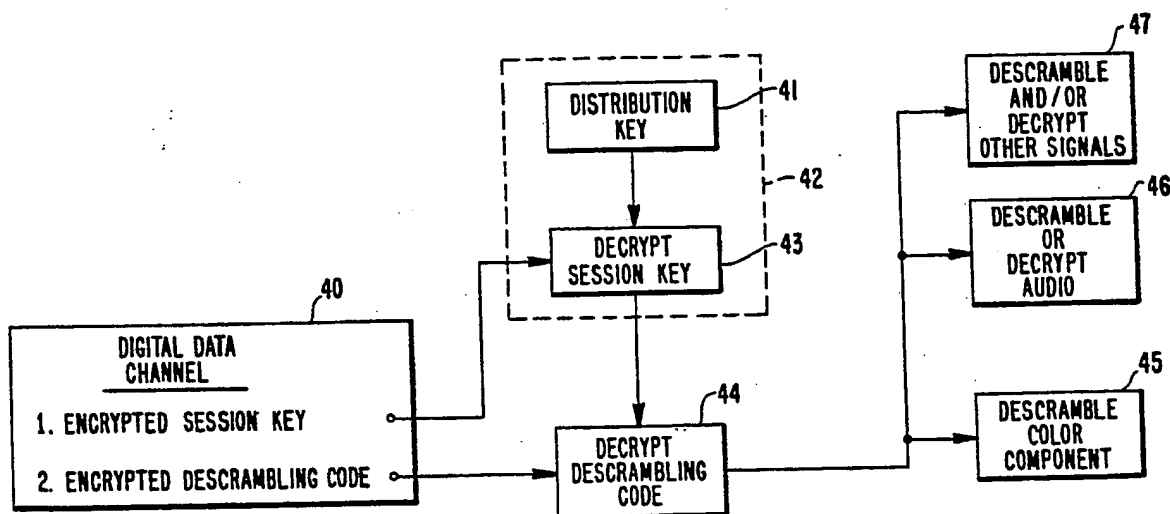 47
DESCRAMBLE
AND/OR
DECRYPT
OTHER SIGNALS
41
DISTRIBUTION
KEY
42
46
DESCRAMBLE
OR
DECRYPT
AUDIO
43
DECRYPT
SESSION KEY
40
DIGITAL DATA
CHANNEL
1. ENCRYPTED SESSION KEY
2. ENCRYPTED DESCRAMBLING CODE
44
DECRYPT
DESCRAMBLING
CODE
45
DESCRAMBLE
COLOR
COMPONENT